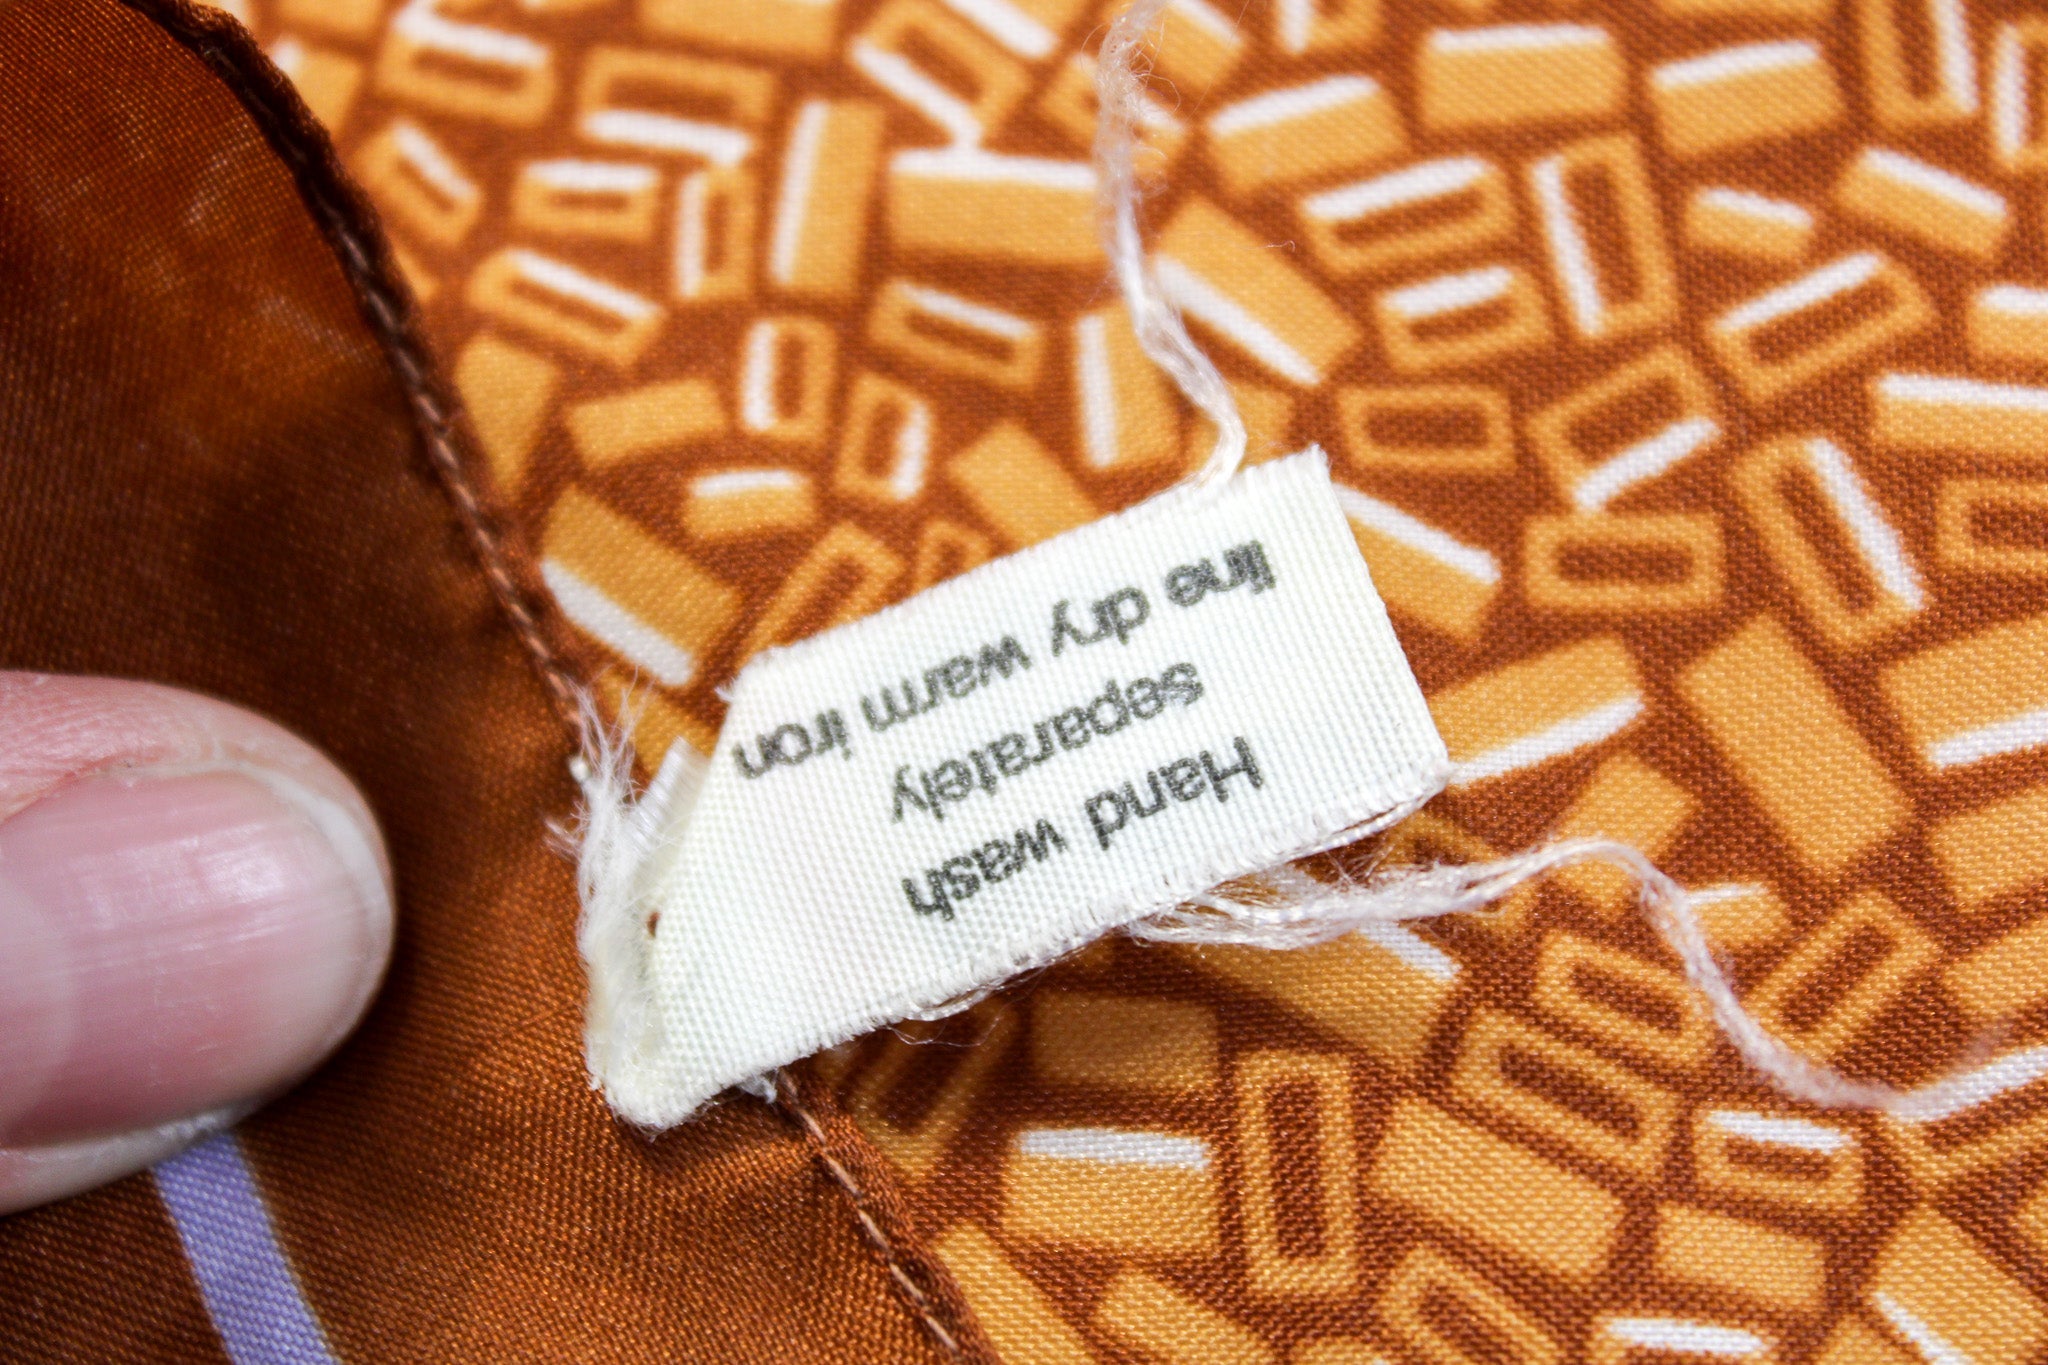 Hand wash
separately
line dry warm iron